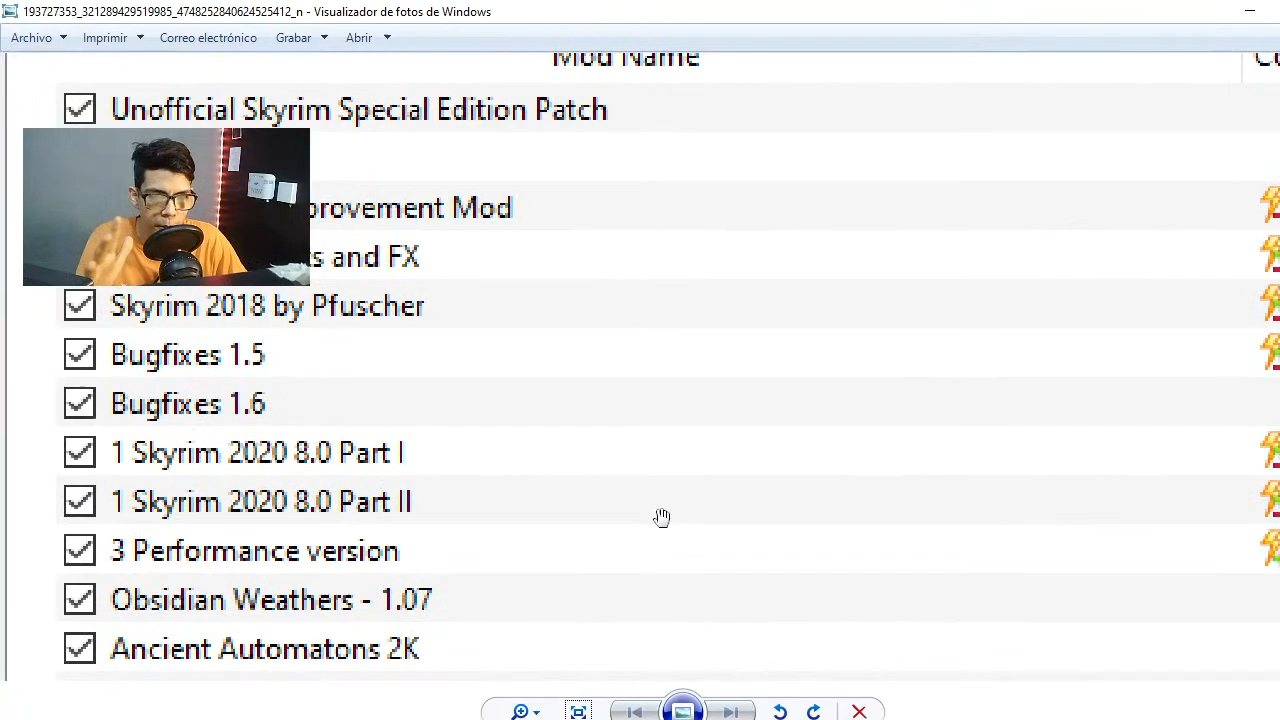 193727353_321289429519985_4748252840624525412_n - Visualizador de fotos de Windows
Archivo Imprimir Correo electrónico Grabar Abrir
Mod Name
Unofficial Skyrim Special Edition Patch
provement Mod
s and FX
Skyrim 2018 by Pfuscher
Bugfixes 1.5
Bugfixes 1.6
1 Skyrim 2020 8.0 Part I
1 Skyrim 2020 8.0 Part II
3 Performance version
Obsidian Weathers - 1.07
Ancient Automatons 2K